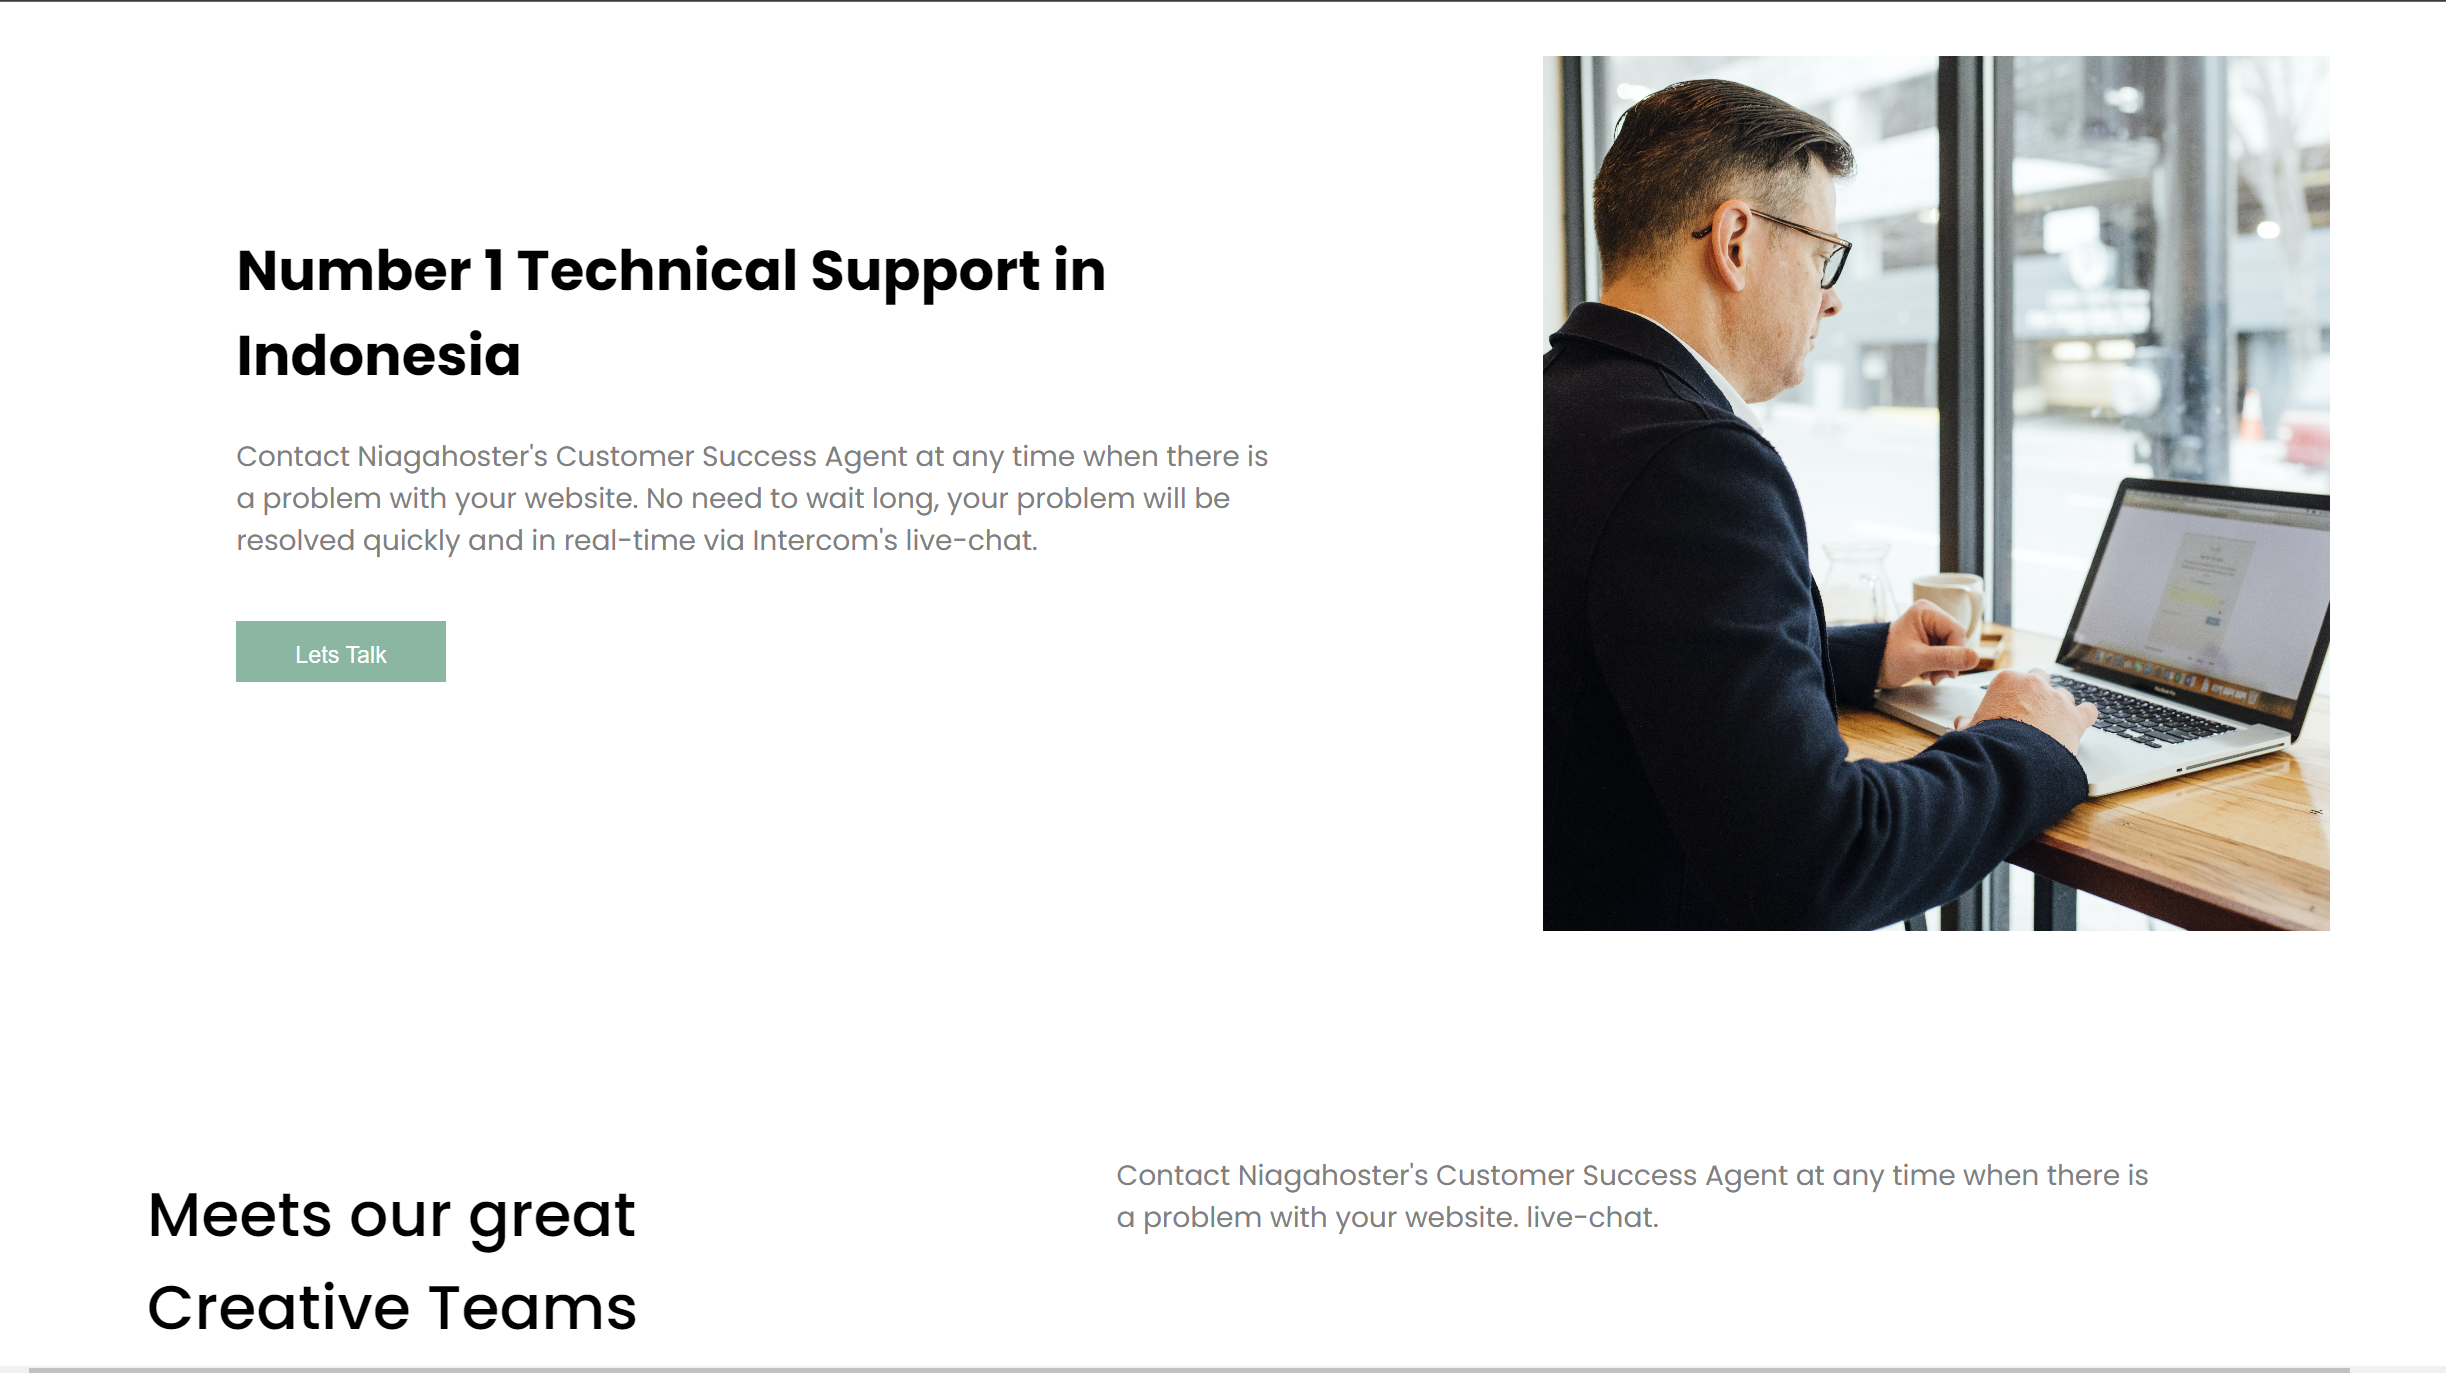 Number 1 Technical Support in
Indonesia
Contact Niagahoster's Customer Success Agent at any time when there is
a problem with your website. No need to wait long, your problem will be
resolved quickly and in real-time via Intercom's live-chat.
Lets Talk
Contact Niagahoster's Customer Success Agent at any time when there is
a problem with your website. live-chat.
Meets our great
Creative Teams